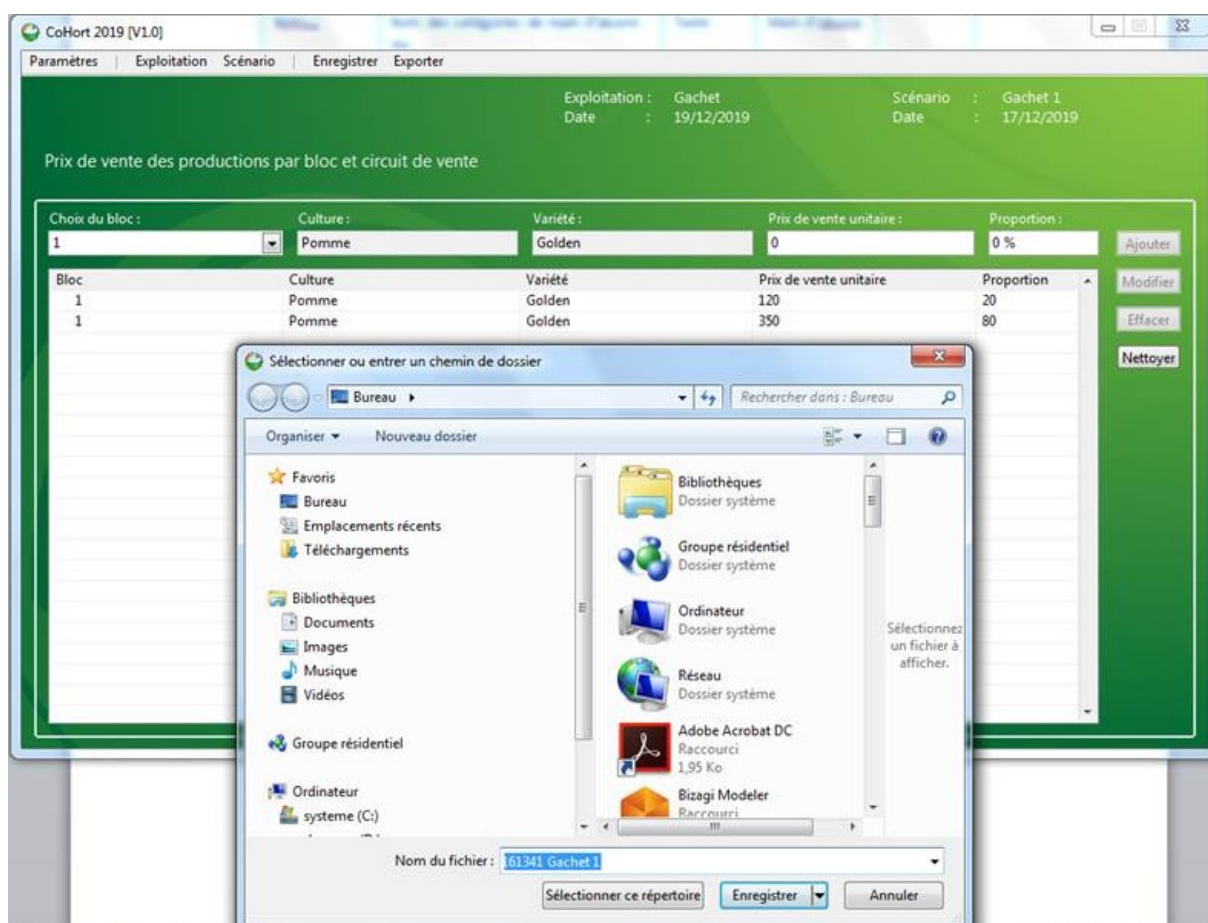 CoHort 2019 [V1.0]
Paramètres | Exploitation Scénario | Enregistrer Exporter
Exploitation : Gachet Scénario : Gachet 1
Date : 19/12/2019 Date : 17/12/2019
Prix de vente des productions par bloc et circuit de vente
Choix du bloc : Culture : Variété : Prix de vente unitaire : Proportion :
1 Pomme Golden 0 0 % Ajouter
Bloc Culture Variété Prix de vente unitaire Proportion Modifier
1 Pomme Golden 120 20
1 Pomme Golden 350 80 Effacer
Nettoyer
Sélectionner ou entrer un chemin de dossier
Bureau Rechercher dans : Bureau
Organiser Nouveau dossier
Favoris
Bureau
Emplacements récents
Téléchargements
Bibliothèques
Documents
Images
Musique
Vidéos
Groupe résidentiel
Ordinateur
systeme (C:)
Bibliothèques
Dossier système
Groupe résidentiel
Dossier système
Ordinateur
Dossier système
Réseau
Dossier système
Adobe Acrobat DC
Raccourci
1,95 Ko
Bizagi Modeler
Raccourci
Sélectionnez
un fichier à
afficher.
Nom du fichier : 161341 Gachet 1
Sélectionner ce répertoire Enregistrer Annuler